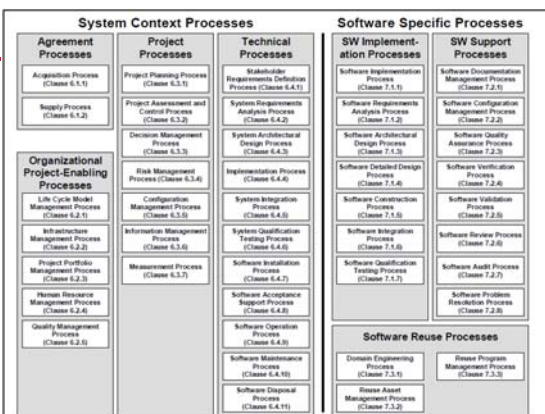 System Context Processes
Agreement
Processes
Acquisition Process
(Clause 6.1.1)
Supply Process
(Clause 6.1.2)
Organizational
Project-Enabling
Processes
Life Cycle Model
Management Process
(Clause 6.2.1)
Infrastructure
Management Process
(Clause 6.2.2)
Project Portfolio
Management Process
(Clause 6.2.3)
Human Resource
Management Process
(Clause 6.2.4)
Quality Management
Process
(Clause 6.2.5)
Project
Processes
Project Planning Process
(Clause 6.3.1)
Project Assessment and
Control Process
(Clause 6.3.2)
Decision Management
Process
(Clause 6.3.3)
Risk Management
Process (Clause 6.3.4)
Configuration
Management Process
(Clause 6.3.5)
Information Management
Process
(Clause 6.3.6)
Measurement Process
(Clause 6.3.7)
Technical
Processes
Stakeholder
Requirements Definition
Process (Clause 6.4.1)
System Requirements
Analysis Process
(Clause 6.4.2)
System Architectural
Design Process
(Clause 6.4.3)
Implementation Process
(Clause 6.4.4)
System Integration
Process
(Clause 6.4.5)
System Qualification
Testing Process
(Clause 6.4.6)
Software Installation
Process
(Clause 6.4.7)
Software Acceptance
Support Process
(Clause 6.4.8)
Software Operation
Process
(Clause 6.4.9)
Software Maintenance
Process
(Clause 6.4.10)
Software Disposal
Process
(Clause 6.4.11)
Software Specific Processes
SW Implement-
ation Processes
Software Implementation
Process
(Clause 7.1.1)
Software Requirements
Analysis Process
(Clause 7.1.2)
Software Architectural
Design Process
(Clause 7.1.3)
Software Detailed Design
Process
(Clause 7.1.4)
Software Construction
Process
(Clause 7.1.5)
Software Integration
Process
(Clause 7.1.6)
Software Qualification
Testing Process
(Clause 7.1.7)
SW Support
Processes
Software Documentation
Management Process
(Clause 7.2.1)
Software Configuration
Management Process
(Clause 7.2.2)
Software Quality
Assurance Process
(Clause 7.2.3)
Software Verification
Process
(Clause 7.2.4)
Software Validation
Process
(Clause 7.2.5)
Software Review Process
(Clause 7.2.6)
Software Audit Process
(Clause 7.2.7)
Software Problem
Resolution Process
(Clause 7.2.8)
Software Reuse Processes
Domain Engineering
Process
(Clause 7.3.1)
Reuse Program
Management Process
(Clause 7.3.3)
Reuse Asset
Management Process
(Clause 7.3.2)